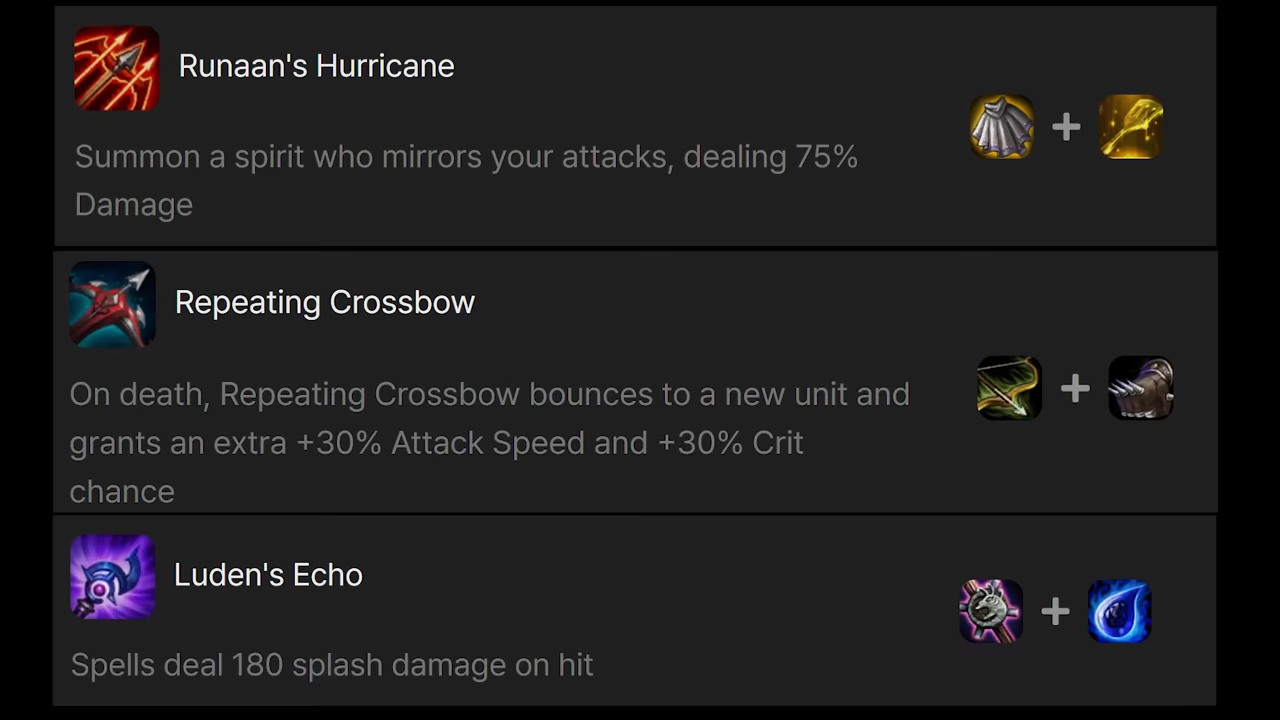 Runaan's Hurricane
Summon a spirit who mirrors your attacks, dealing 75%
Damage
+
Repeating Crossbow
On death, Repeating Crossbow bounces to a new unit and
grants an extra +30% Attack Speed and +30% Crit
chance
+
Luden's Echo
Spells deal 180 splash damage on hit
+